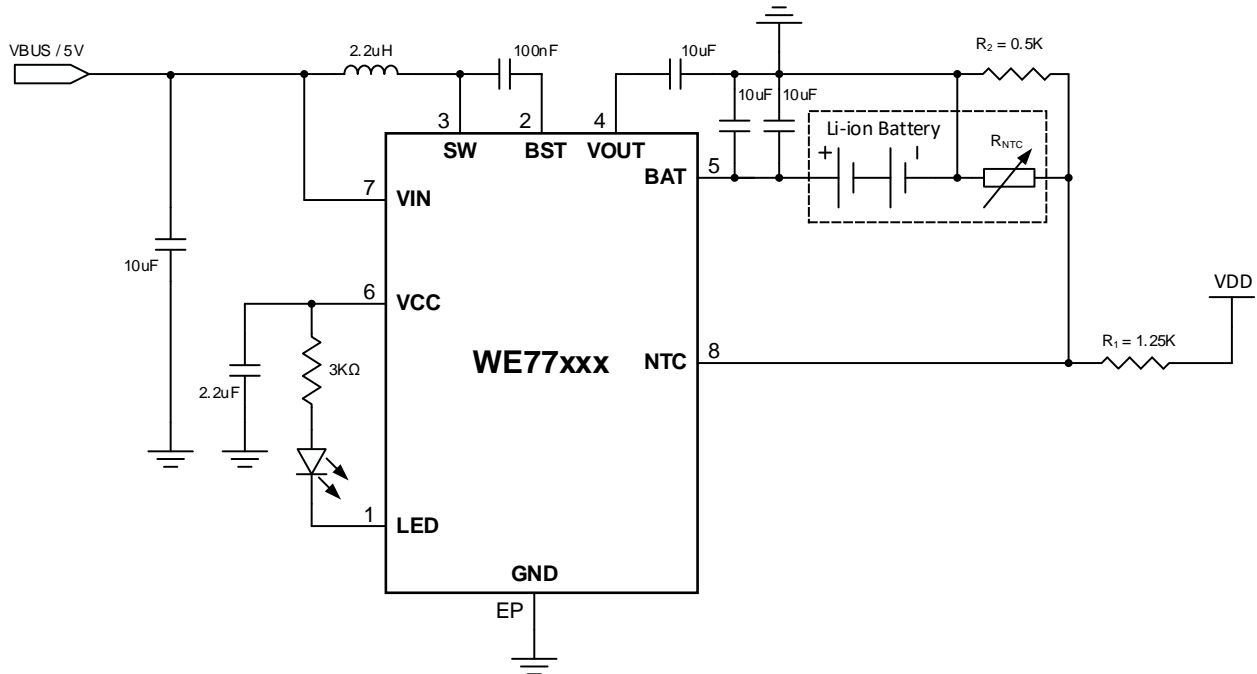 VBUS / 5V
2.2uH
100nF
10uF
R₂ = 0.5K
10uF
10uF
3
2
4
Li-ion Battery
SW
BST
VOUT
+
-
R_NTC
5
BAT
7
VIN
10uF
6
VCC
VDD
3KΩ
WE77xxx
NTC
8
R₁ = 1.25K
2.2uF
1
LED
GND
EP